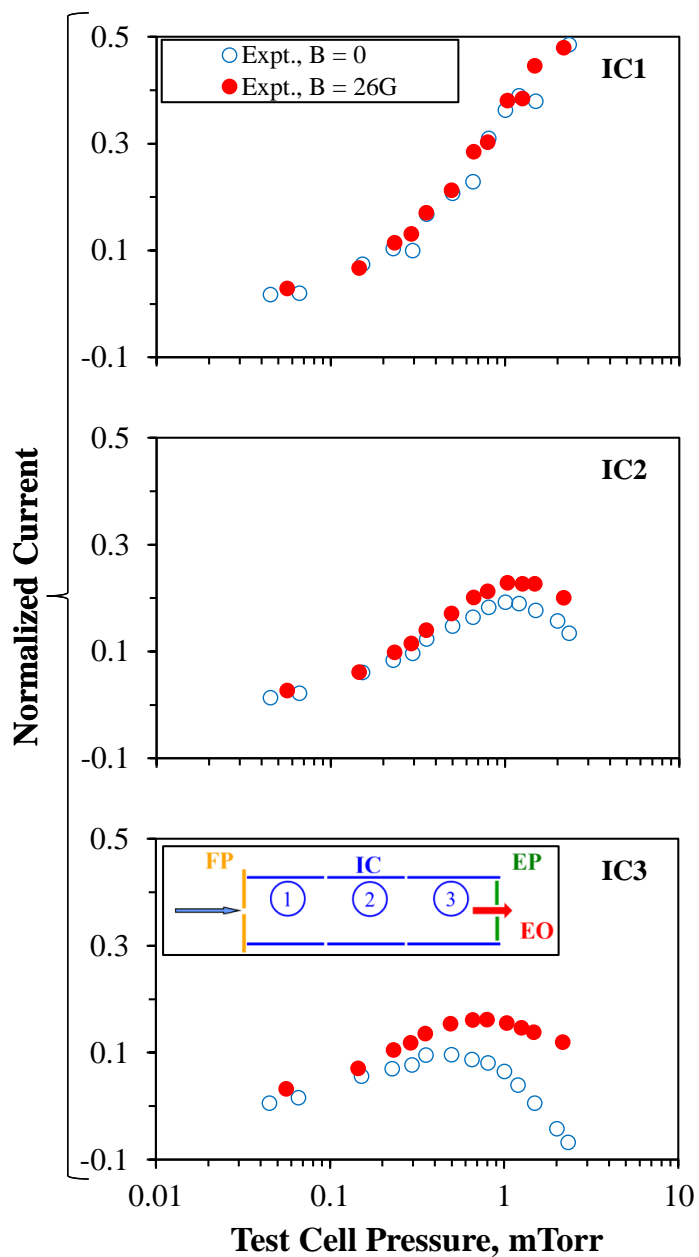 0.5
Expt., B = 0
IC1
Expt., B = 26G
0.3
0.1
-0.1
0.5
IC2
0.3
0.1
-0.1
Normalized Current
0.5
FP
IC
EP
IC3
1
2
3
EO
0.3
0.1
-0.1
0.01
0.1
1
10
Test Cell Pressure, mTorr